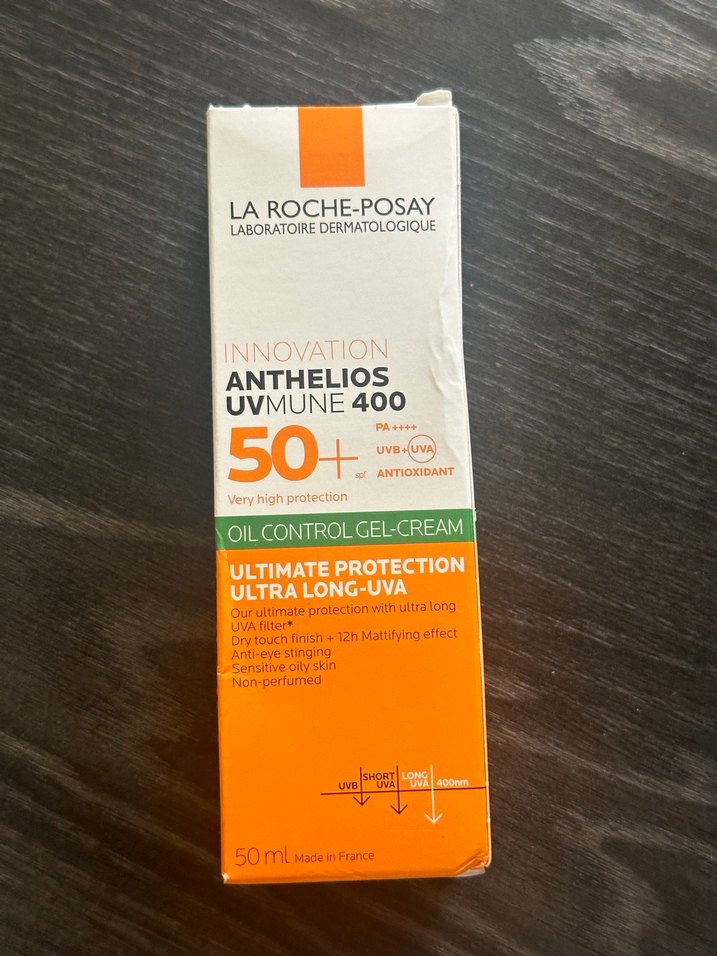 LA ROCHE-POSAY
LABORATOIRE DERMATOLOGIQUE
INNOVATION
ANTHELIOS
UVMUNE 400
50+ spf
PA ++++
UVB+UVA
ANTIOXIDANT
Very high protection
OIL CONTROL GEL-CREAM
ULTIMATE PROTECTION
ULTRA LONG-UVA
Our ultimate protection with ultra long
UVA filter*
Dry touch finish + 12h Mattifying effect
Anti-eye stinging
Sensitive oily skin
Non-perfumed
UVB
SHORT
UVA
LONG
UVA
400nm
50 ml Made in France